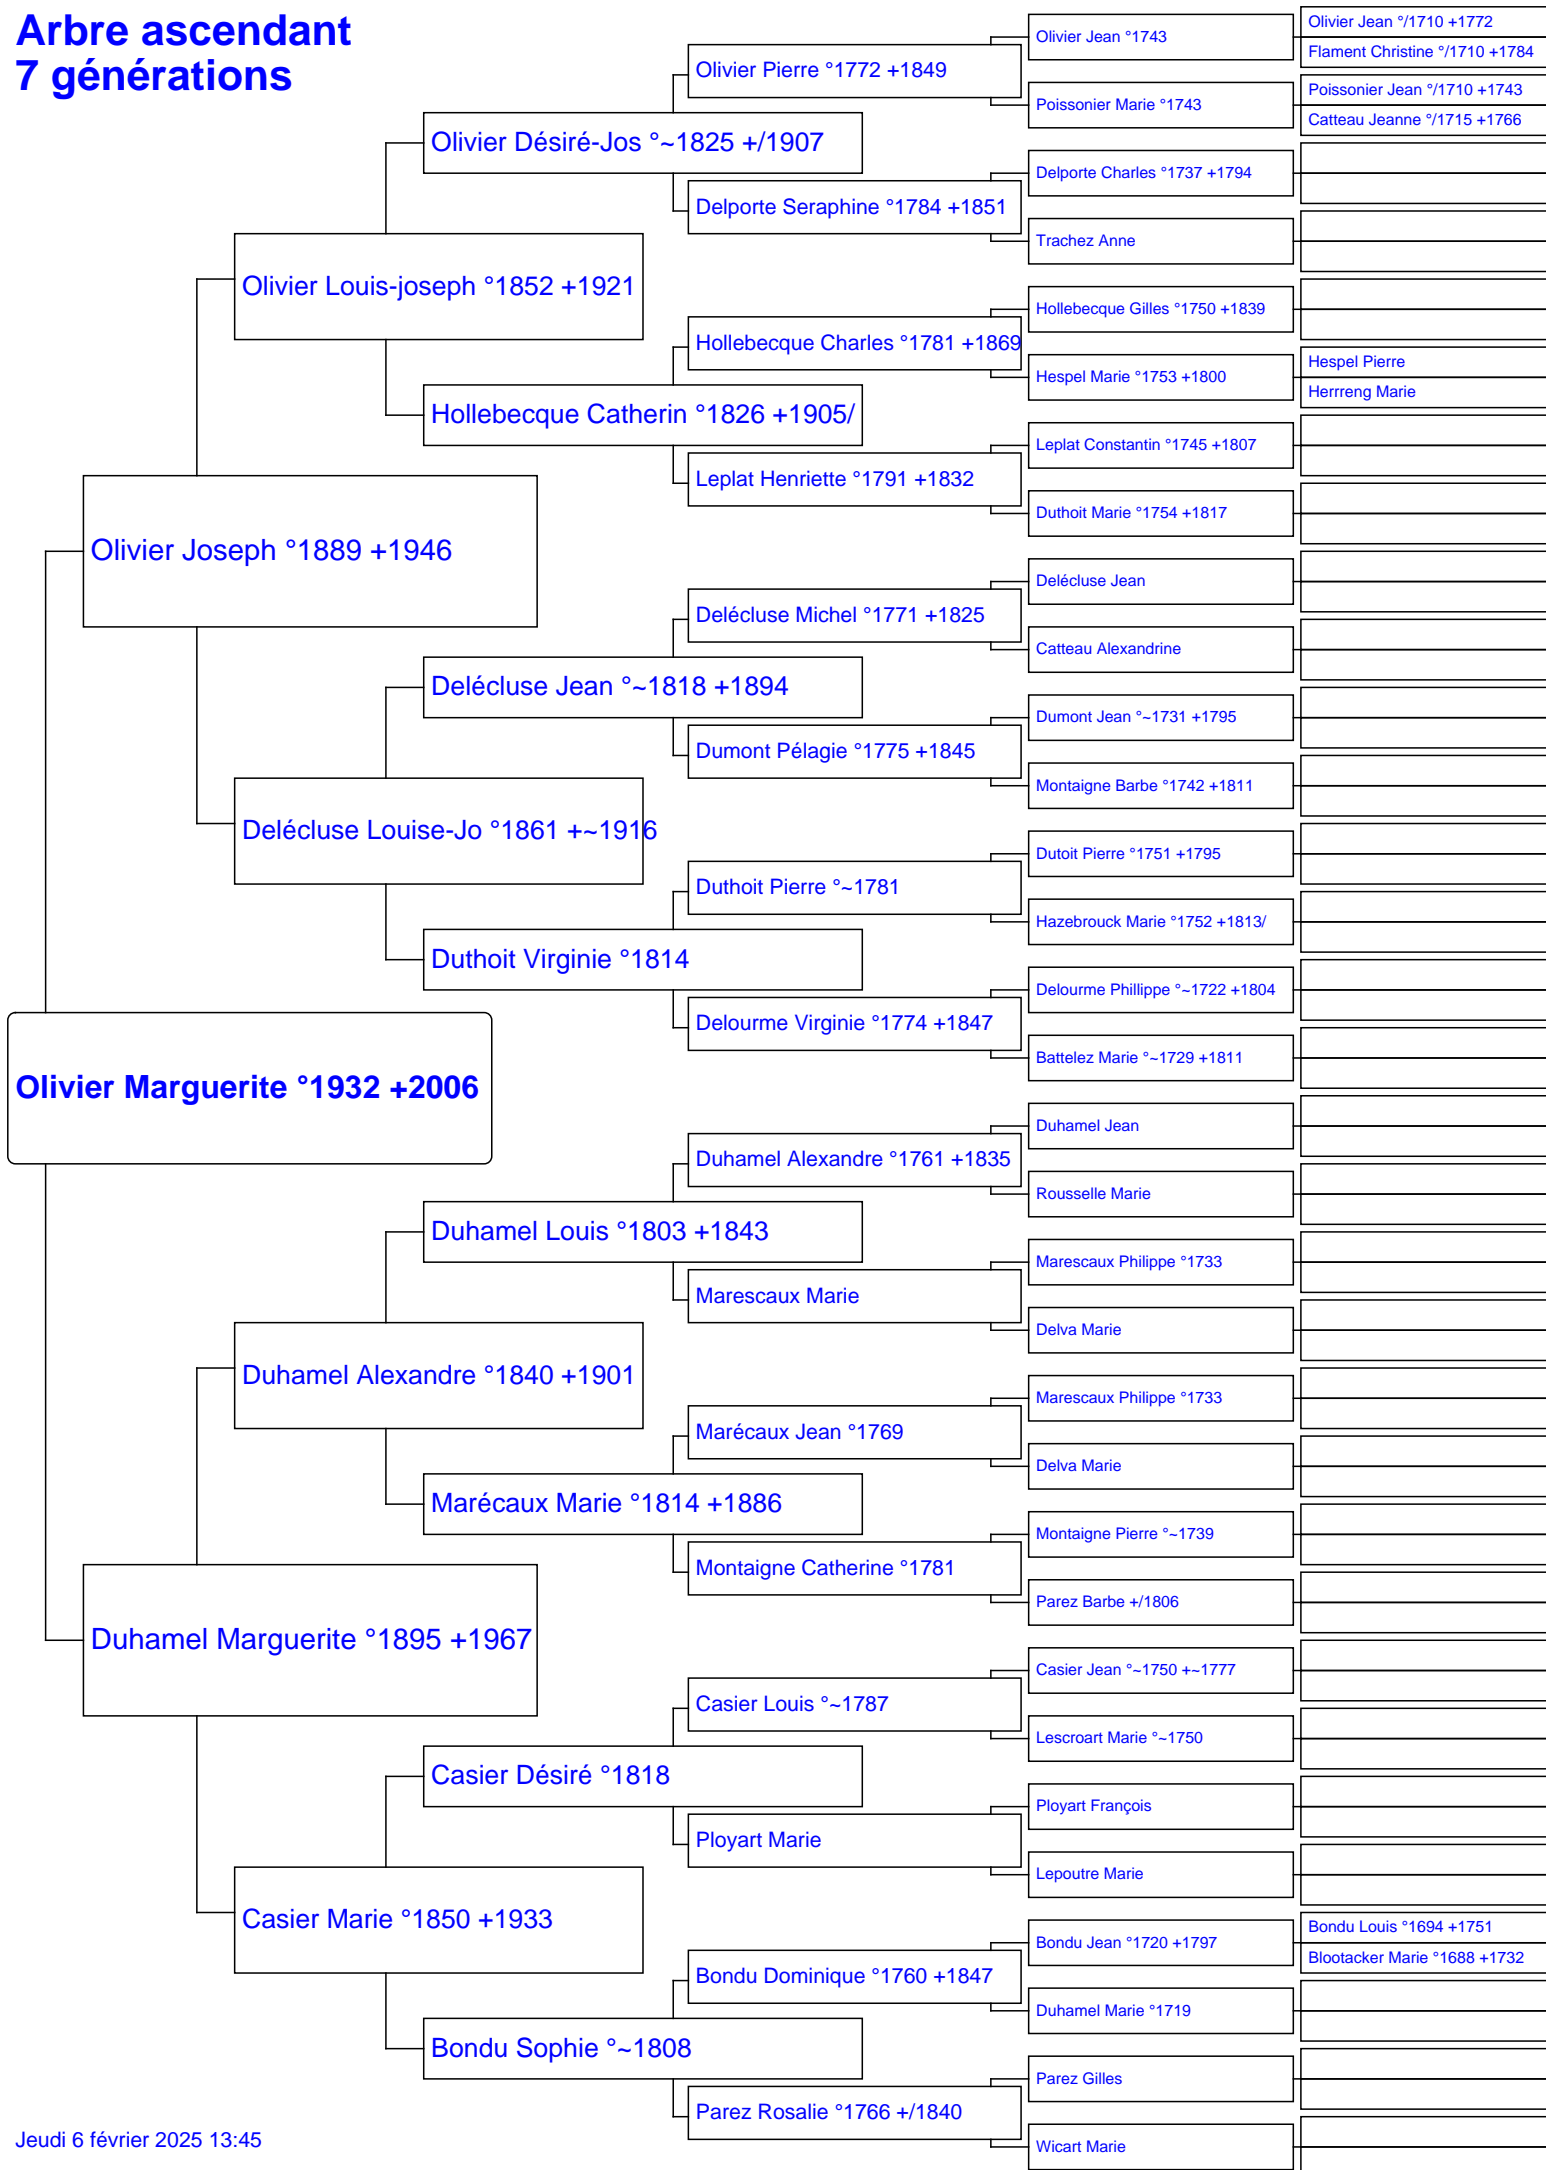 Arbre ascendant
7 générations
Olivier Marguerite °1932 +2006
Olivier Joseph °1889 +1946
Duhamel Marguerite °1895 +1967
Olivier Louis-joseph °1852 +1921
Delécluse Louise-Jo °1861 +~1916
Duhamel Alexandre °1840 +1901
Casier Marie °1850 +1933
Olivier Désiré-Jos °~1825 +/1907
Hollebecque Catherin °1826 +1905/
Delécluse Jean °~1818 +1894
Duthoit Virginie °1814
Duhamel Louis °1803 +1843
Marécaux Marie °1814 +1886
Casier Désiré °1818
Bondu Sophie °~1808
Olivier Pierre °1772 +1849
Delporte Seraphine °1784 +1851
Hollebecque Charles °1781 +1869
Leplat Henriette °1791 +1832
Delécluse Michel °1771 +1825
Dumont Pélagie °1775 +1845
Duthoit Pierre °~1781
Delourme Virginie °1774 +1847
Duhamel Alexandre °1761 +1835
Marescaux Marie
Marécaux Jean °1769
Montaigne Catherine °1781
Casier Louis °~1787
Ployart Marie
Bondu Dominique °1760 +1847
Parez Rosalie °1766 +/1840
Olivier Jean °1743
Poissonier Marie °1743
Delporte Charles °1737 +1794
Trachez Anne
Hollebecque Gilles °1750 +1839
Hespel Marie °1753 +1800
Leplat Constantin °1745 +1807
Duthoit Marie °1754 +1817
Delécluse Jean
Catteau Alexandrine
Dumont Jean °~1731 +1795
Montaigne Barbe °1742 +1811
Dutoit Pierre °1751 +1795
Hazebrouck Marie °1752 +1813/
Delourme Phillippe °~1722 +1804
Battelez Marie °~1729 +1811
Duhamel Jean
Rousselle Marie
Marescaux Philippe °1733
Delva Marie
Marescaux Philippe °1733
Delva Marie
Montaigne Pierre °~1739
Parez Barbe +/1806
Casier Jean °~1750 +~1777
Lescroart Marie °~1750
Ployart François
Lepoutre Marie
Bondu Jean °1720 +1797
Duhamel Marie °1719
Parez Gilles
Wicart Marie
Olivier Jean °/1710 +1772
Flament Christine °/1710 +1784
Poissonier Jean °/1710 +1743
Catteau Jeanne °/1715 +1766
Hespel Pierre
Herrreng Marie
Bondu Louis °1694 +1751
Blootacker Marie °1688 +1732
Jeudi 6 février 2025 13:45